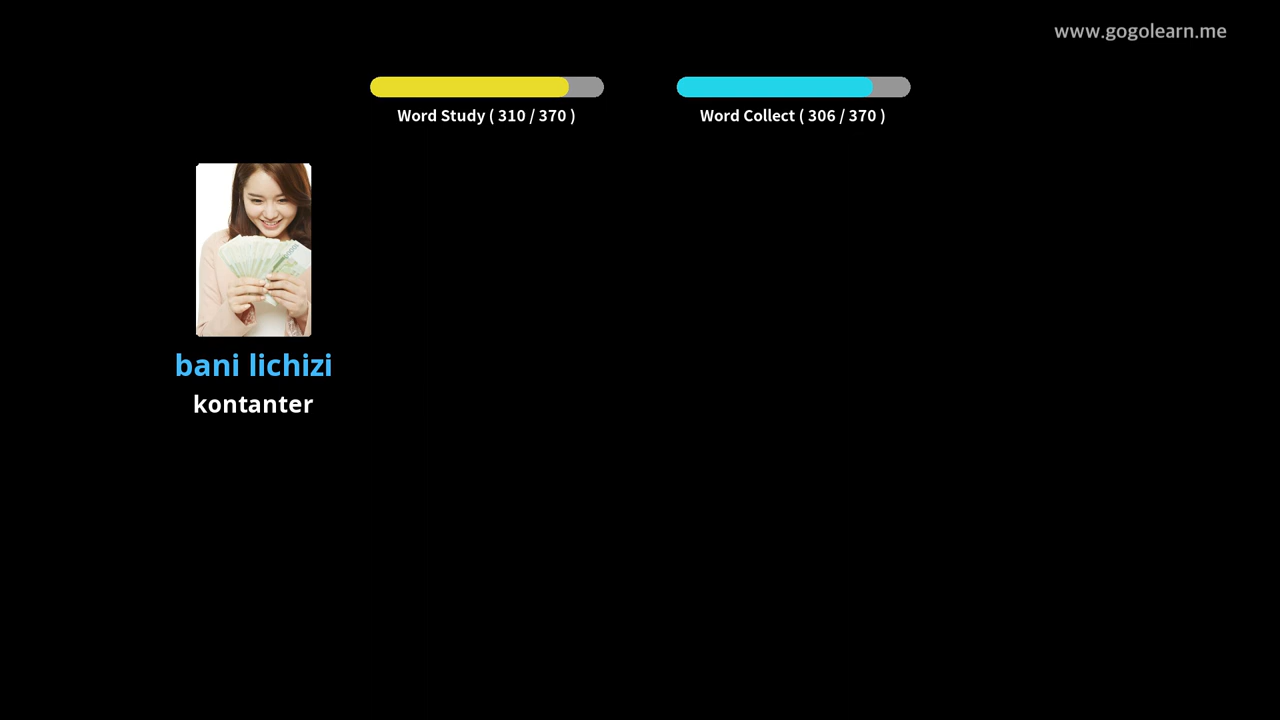 www.gogolearn.me
Word Study ( 310 / 370 )
Word Collect ( 306 / 370 )
bani lichizi
kontanter